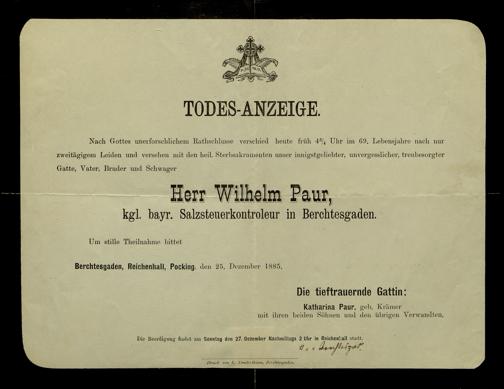 TODES-ANZEIGE.
Nach Gottes unerforschlichem Rathschlusse verschied heute früh 4¾ Uhr im 69. Lebensjahre nach nur
zweitägigem Leiden und versehen mit den heil. Sterbsakramenten unser innigstgeliebter, unvergesslicher, treubesorgter
Gatte, Vater, Bruder und Schwager
Herr Wilhelm Paur,
kgl. bayr. Salzsteuerkontroleur in Berchtesgaden.
Um stille Theilnahme bittet
Berchtesgaden, Reichenhall, Pocking, den 25. Dezember 1885,
Die tieftrauernde Gattin:
Katharina Paur, geb. Krämer
mit ihren beiden Söhnen und den übrigen Verwandten.
Die Beerdigung findet am Sonntag den 27. Dezember Nachmittags 2 Uhr in Reichenhall statt.
Druck von L. Berchtesgaden.